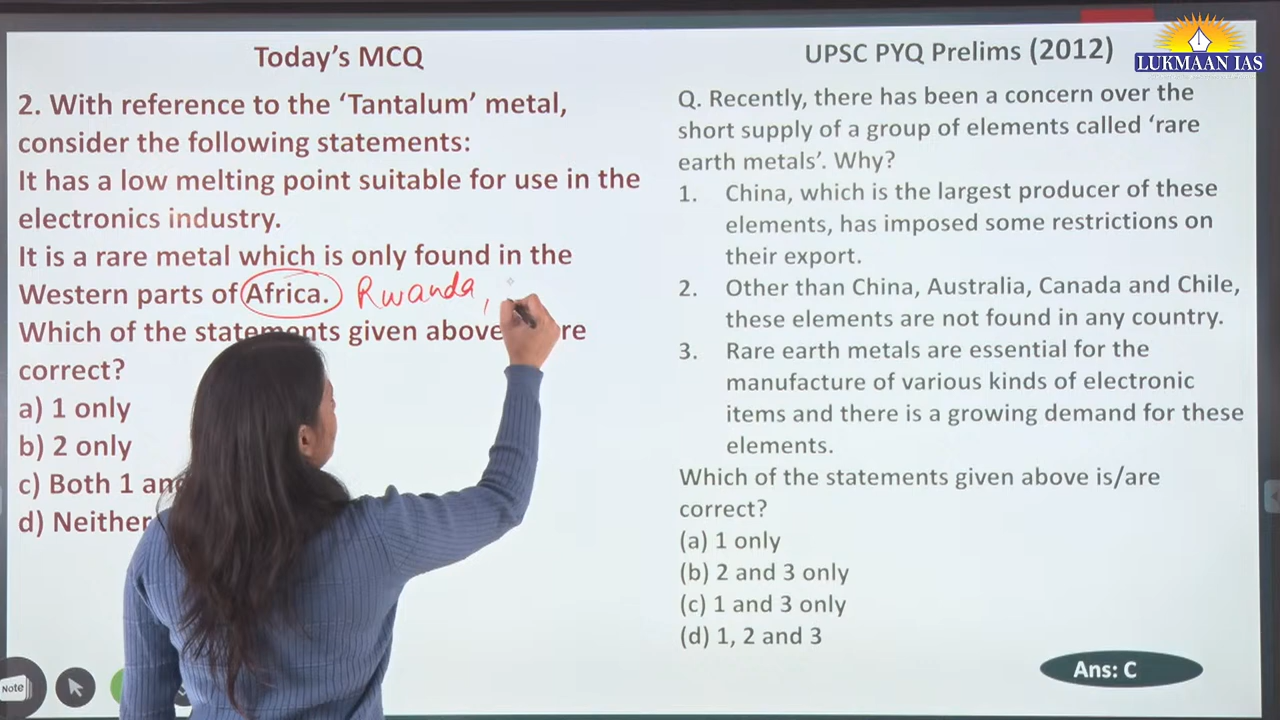 Today's MCQ
2. With reference to the 'Tantalum' metal,
consider the following statements:
It has a low melting point suitable for use in the
electronics industry.
It is a rare metal which is only found in the
Western parts of Africa. Rwanda,
Which of the statements given above re
correct?
a) 1 only
b) 2 only
c) Both 1 and
d) Neither
UPSC PYQ Prelims (2012)
LUKMAAN IAS
Q. Recently, there has been a concern over the
short supply of a group of elements called 'rare
earth metals'. Why?
1. China, which is the largest producer of these
elements, has imposed some restrictions on
their export.
2. Other than China, Australia, Canada and Chile,
these elements are not found in any country.
3. Rare earth metals are essential for the
manufacture of various kinds of electronic
items and there is a growing demand for these
elements.
Which of the statements given above is/are
correct?
(a) 1 only
(b) 2 and 3 only
(c) 1 and 3 only
(d) 1, 2 and 3
Ans: C
Note